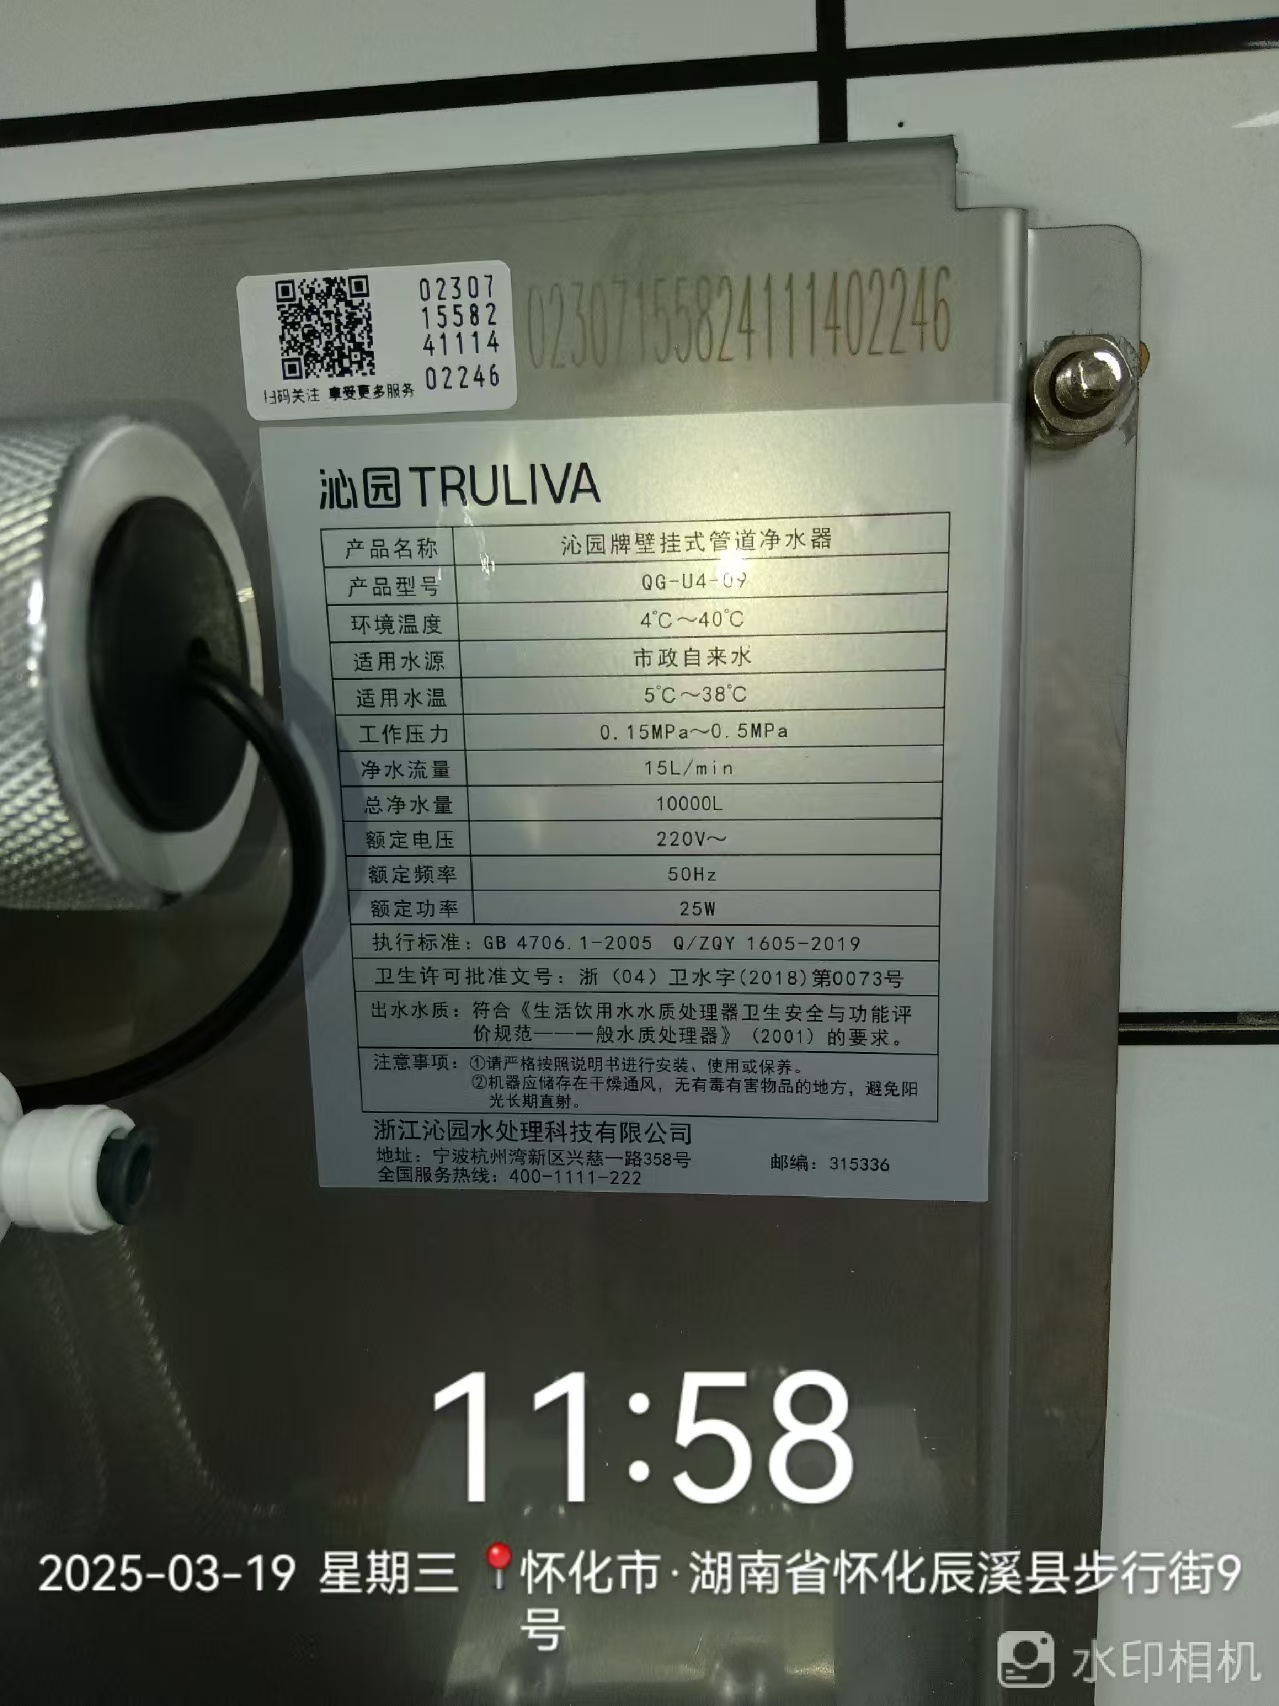 02307
15582
41114
02246
扫码关注 享受更多服务
02307155824111402246
沁园TRULIVA
产品名称 沁园牌壁挂式管道净水器
产品型号 QG-U4-09
环境温度 4℃～40℃
适用水源 市政自来水
适用水温 5℃～38℃
工作压力 0.15MPa～0.5MPa
净水流量 15L/min
总净水量 10000L
额定电压 220V～
额定频率 50Hz
额定功率 25W
执行标准：GB 4706.1-2005 Q/ZQY 1605-2019
卫生许可批准文号：浙（04）卫水字(2018)第0073号
出水水质：符合《生活饮用水水质处理器卫生安全与功能评
价规范——一般水质处理器》（2001）的要求。
注意事项：①请严格按照说明书进行安装、使用或保养。
②机器应储存在干燥通风，无有毒有害物品的地方，避免阳
光长期直射。
浙江沁园水处理科技有限公司
地址：宁波杭州湾新区兴慈一路358号 邮编：315336
全国服务热线：400-1111-222
11:58
2025-03-19 星期三 怀化市·湖南省怀化辰溪县步行街9
号
水印相机